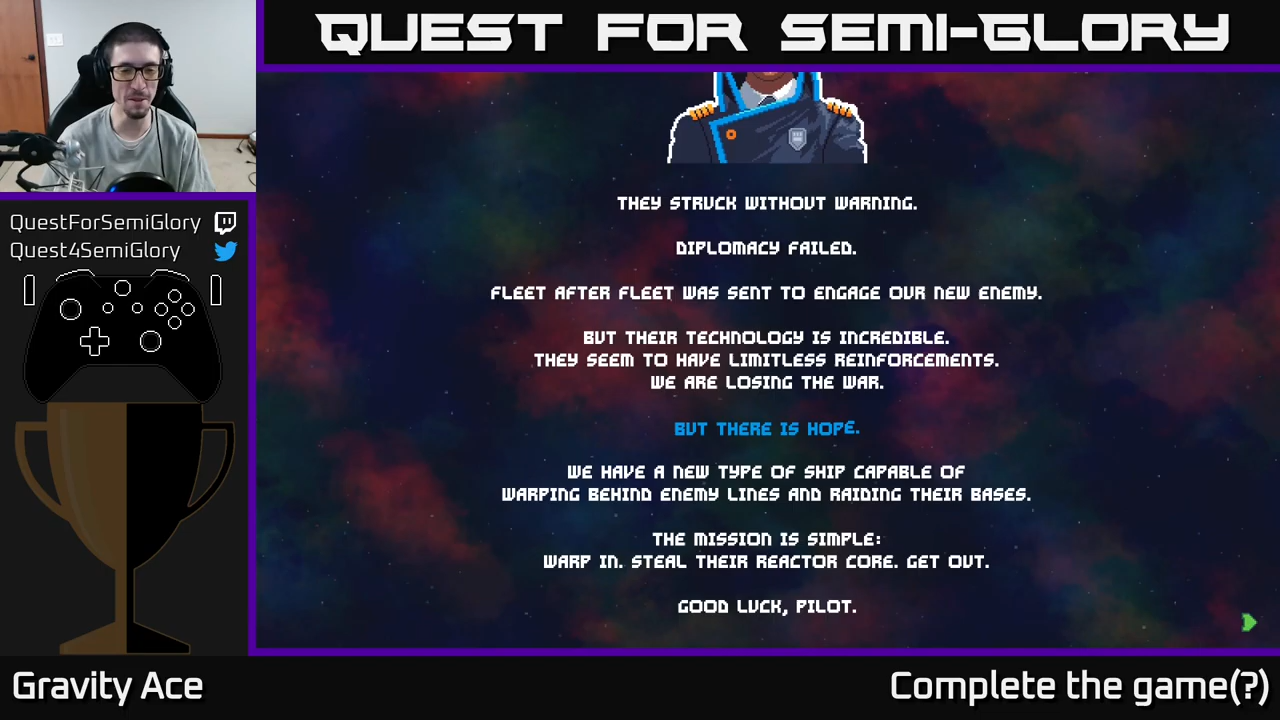 QUEST FOR SEMI-GLORY
QuestForSemiGlory
Quest4SemiGlory
THEY STRUCK WITHOUT WARNING.
DIPLOMACY FAILED.
FLEET AFTER FLEET WAS SENT TO ENGAGE OUR NEW ENEMY.
BUT THEIR TECHNOLOGY IS INCREDIBLE.
THEY SEEM TO HAVE LIMITLESS REINFORCEMENTS.
WE ARE LOSING THE WAR.
BUT THERE IS HOPE.
WE HAVE A NEW TYPE OF SHIP CAPABLE OF
WARPING BEHIND ENEMY LINES AND RAIDING THEIR BASES.
THE MISSION IS SIMPLE:
WARP IN. STEAL THEIR REACTOR CORE. GET OUT.
GOOD LUCK, PILOT.
Gravity Ace
Complete the game(?)